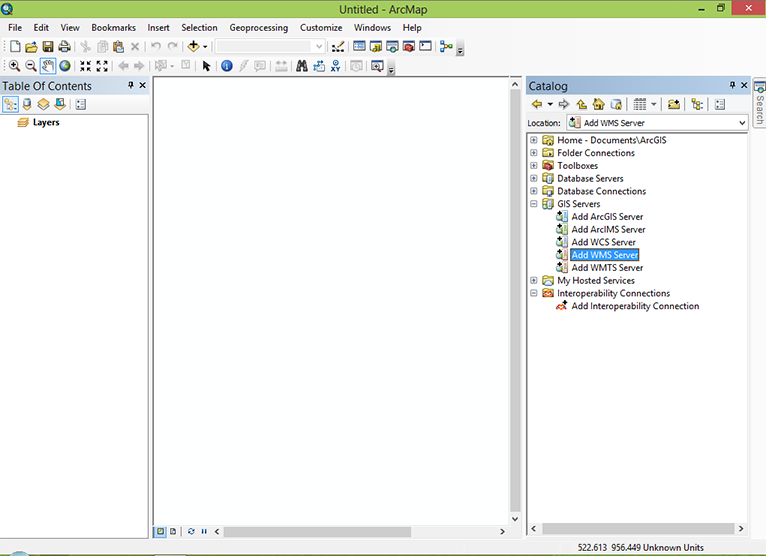 Untitled - ArcMap
File Edit View Bookmarks Insert Selection Geoprocessing Customize Windows Help
XY
Table Of Contents
Layers
Catalog
Location: Add WMS Server
Home - Documents\ArcGIS
Folder Connections
Toolboxes
Database Servers
Database Connections
GIS Servers
Add ArcGIS Server
Add ArcIMS Server
Add WCS Server
Add WMS Server
Add WMTS Server
My Hosted Services
Interoperability Connections
Add Interoperability Connection
Search
522.613 956.449 Unknown Units